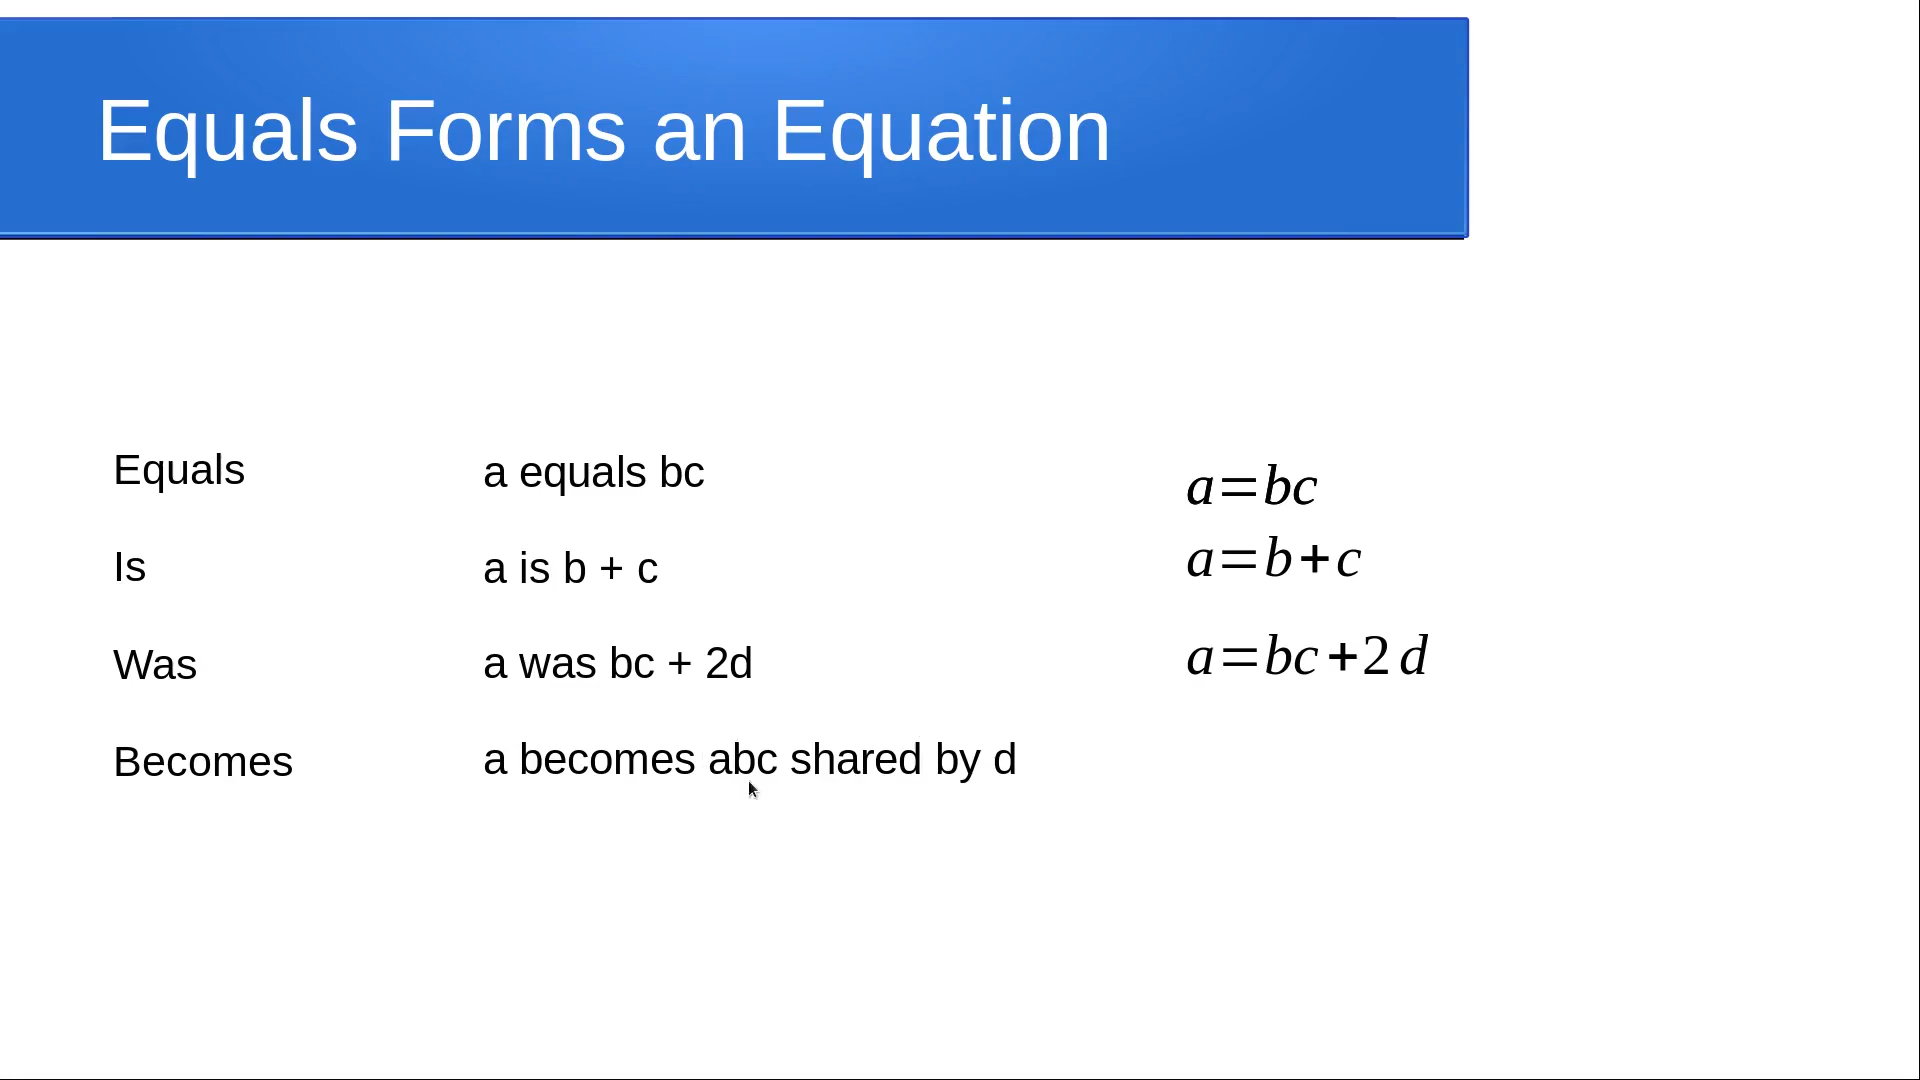 Equals Forms an Equation
Equals a equals bc a=bc
Is a is b + c a=b+c
Was a was bc + 2d a=bc+2d
Becomes a becomes abc shared by d